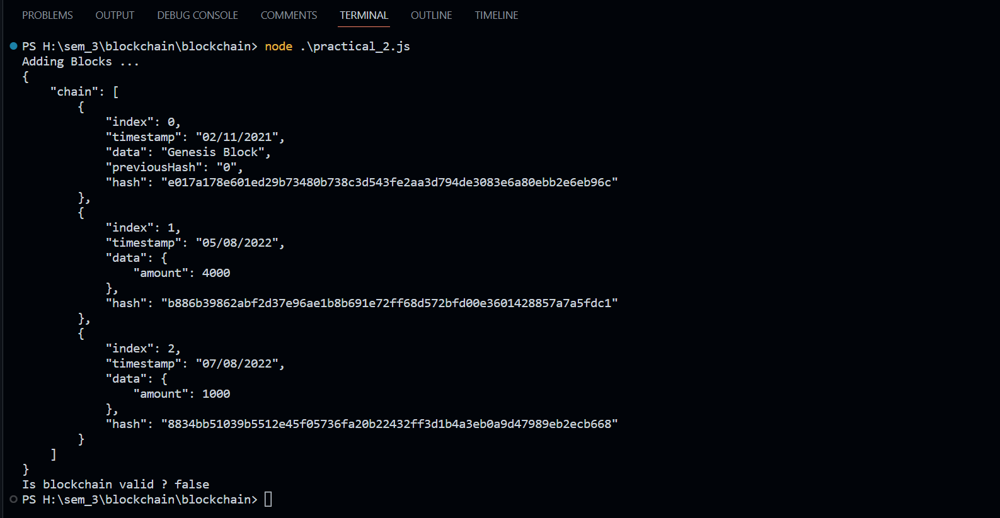 PROBLEMS OUTPUT DEBUG CONSOLE COMMENTS TERMINAL OUTLINE TIMELINE
PS H:\sem_3\blockchain\blockchain> node .\practical_2.js
Adding Blocks ...
{
    "chain": [
        {
            "index": 0,
            "timestamp": "02/11/2021",
            "data": "Genesis Block",
            "previousHash": "0",
            "hash": "e017a178e601ed29b73480b738c3d543fe2aa3d794de3083e6a80ebb2e6eb96c"
        },
        {
            "index": 1,
            "timestamp": "05/08/2022",
            "data": {
                "amount": 4000
            },
            "hash": "b886b39862abf2d37e96ae1b8b691e72ff68d572bfd00e3601428857a7a5fdc1"
        },
        {
            "index": 2,
            "timestamp": "07/08/2022",
            "data": {
                "amount": 1000
            },
            "hash": "8834bb51039b5512e45f05736fa20b22432ff3d1b4a3eb0a9d47989eb2ecb668"
        }
    ]
}
Is blockchain valid ? false
PS H:\sem_3\blockchain\blockchain>